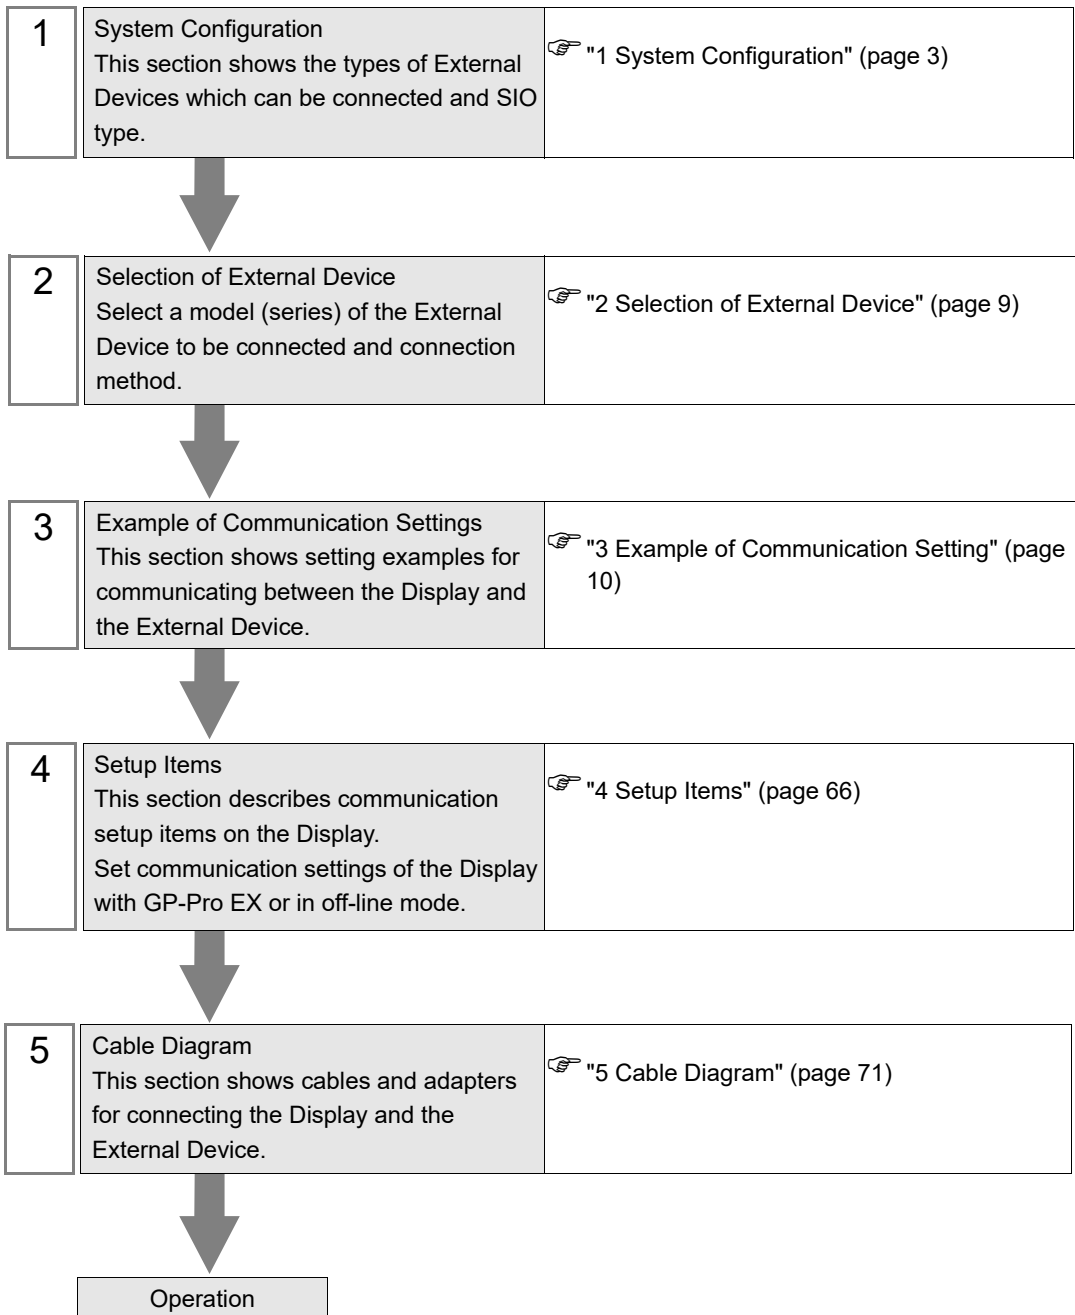 1
System Configuration
This section shows the types of External
Devices which can be connected and SIO
type.
☞ "1 System Configuration" (page 3)
2
Selection of External Device
Select a model (series) of the External
Device to be connected and connection
method.
☞ "2 Selection of External Device" (page 9)
3
Example of Communication Settings
This section shows setting examples for
communicating between the Display and
the External Device.
☞ "3 Example of Communication Setting" (page
10)
4
Setup Items
This section describes communication
setup items on the Display.
Set communication settings of the Display
with GP-Pro EX or in off-line mode.
☞ "4 Setup Items" (page 66)
5
Cable Diagram
This section shows cables and adapters
for connecting the Display and the
External Device.
☞ "5 Cable Diagram" (page 71)
Operation